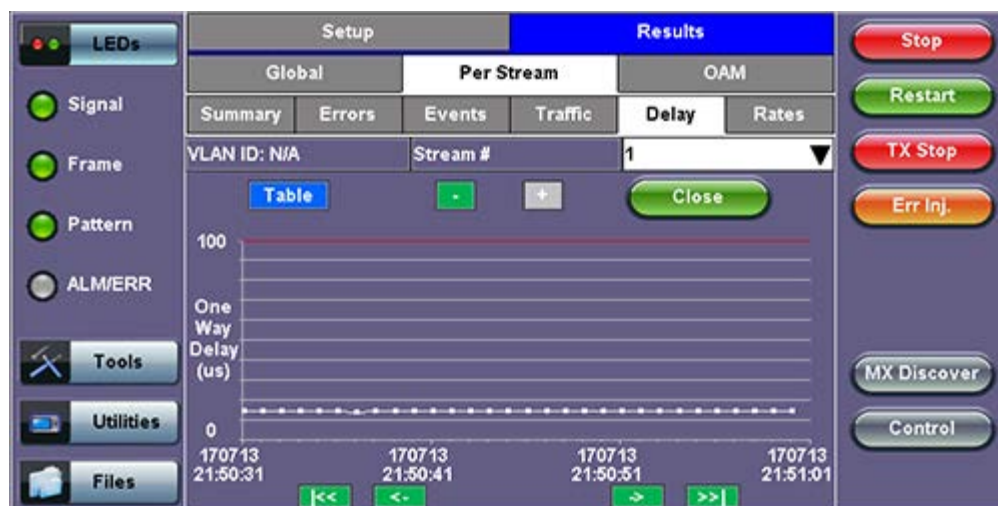 LEDs
Setup
Results
Stop
Global
Per Stream
OAM
Signal
Restart
Summary
Errors
Events
Traffic
Delay
Rates
VLAN ID: N/A
Stream #
1
TX Stop
Frame
Table
-
+
Close
Err Inj.
Pattern
100
ALM/ERR
One
Way
Delay
(us)
Tools
MX Discover
Utilities
0
Control
170713
21:50:31
170713
21:50:41
170713
21:50:51
170713
21:51:01
Files
|<<
<-
->
>>|